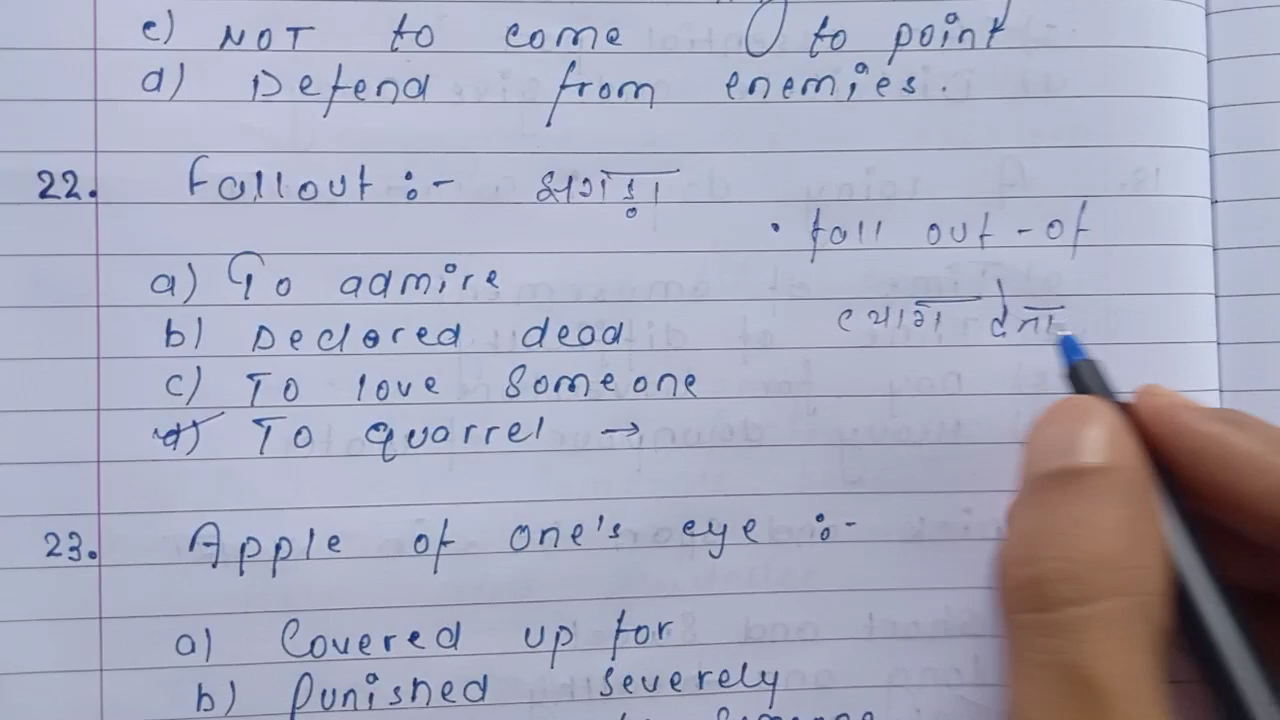 c) NOT to come to point
d) Defend from enemies.
22. Fallout :- झगड़ा
• fall out - of
a) To admire
त्याग देना
b) Declared dead
c) To love someone
d) To quarrel →
23. Apple of one's eye :-
a) Covered up for
b) Punished severely